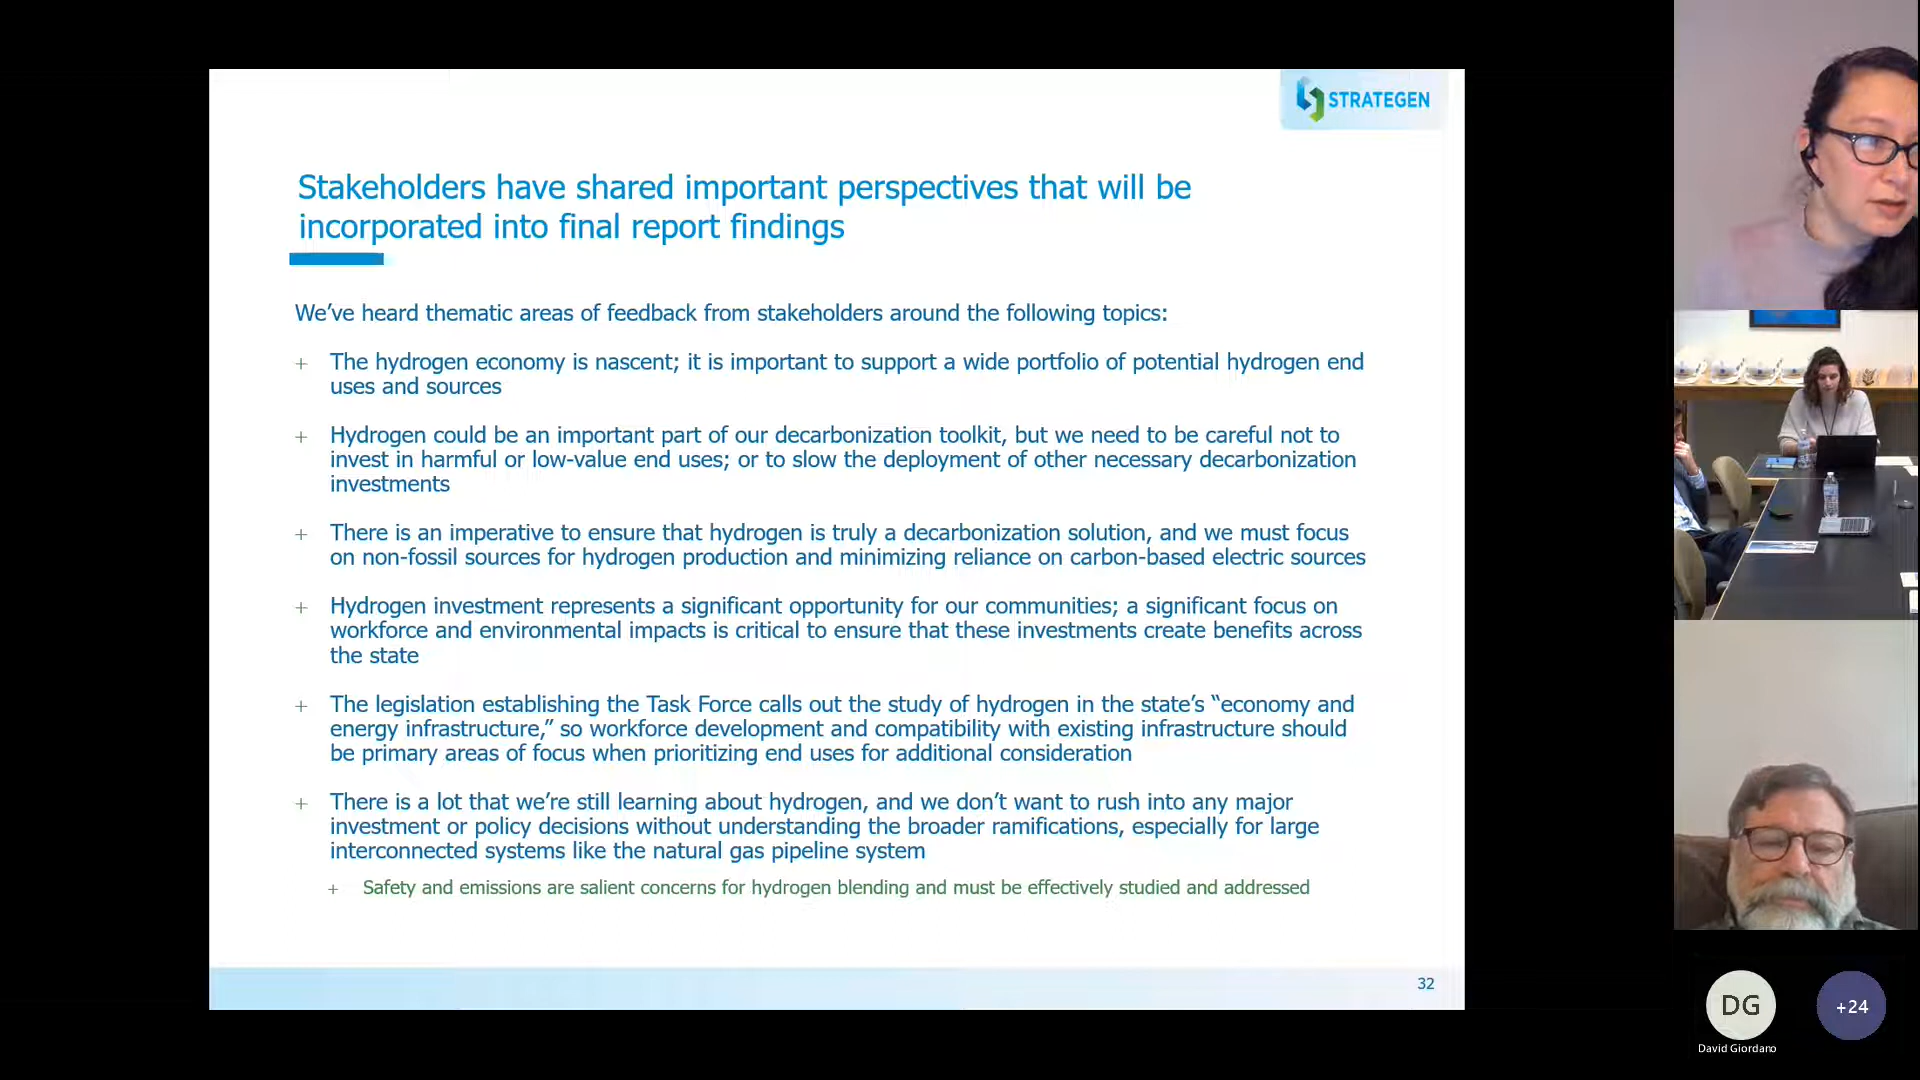 STRATEGEN
Stakeholders have shared important perspectives that will be
incorporated into final report findings
We’ve heard thematic areas of feedback from stakeholders around the following topics:
+ The hydrogen economy is nascent; it is important to support a wide portfolio of potential hydrogen end
uses and sources
+ Hydrogen could be an important part of our decarbonization toolkit, but we need to be careful not to
invest in harmful or low-value end uses; or to slow the deployment of other necessary decarbonization
investments
+ There is an imperative to ensure that hydrogen is truly a decarbonization solution, and we must focus
on non-fossil sources for hydrogen production and minimizing reliance on carbon-based electric sources
+ Hydrogen investment represents a significant opportunity for our communities; a significant focus on
workforce and environmental impacts is critical to ensure that these investments create benefits across
the state
+ The legislation establishing the Task Force calls out the study of hydrogen in the state’s “economy and
energy infrastructure,” so workforce development and compatibility with existing infrastructure should
be primary areas of focus when prioritizing end uses for additional consideration
+ There is a lot that we’re still learning about hydrogen, and we don’t want to rush into any major
investment or policy decisions without understanding the broader ramifications, especially for large
interconnected systems like the natural gas pipeline system
+ Safety and emissions are salient concerns for hydrogen blending and must be effectively studied and addressed
32
DG
+24
David Giordano